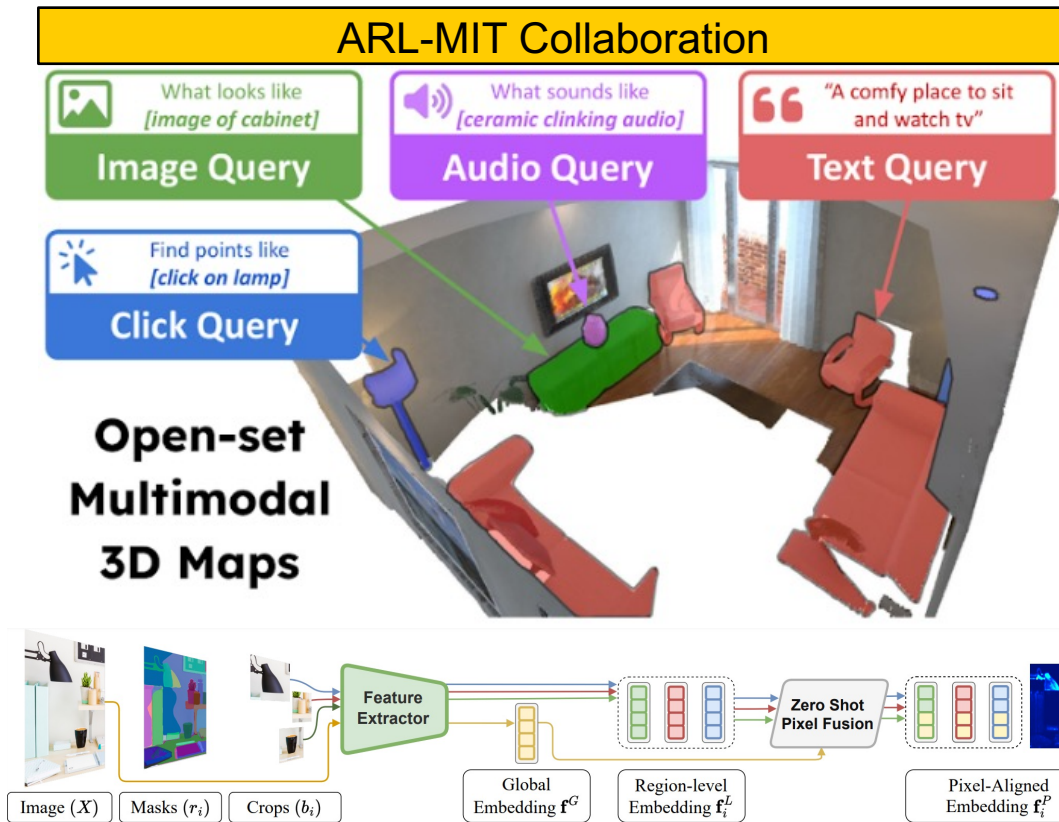 ARL-MIT Collaboration
What looks like
[image of cabinet]
Image Query
What sounds like
[ceramic clinking audio]
Audio Query
“A comfy place to sit
and watch tv”
Text Query
Find points like
[click on lamp]
Click Query
Open-set
Multimodal
3D Maps
Feature
Extractor
Zero Shot
Pixel Fusion
Image (X)
Masks (rᵢ)
Crops (bᵢ)
Global
Embedding f^G
Region-level
Embedding f_i^L
Pixel-Aligned
Embedding f_i^P